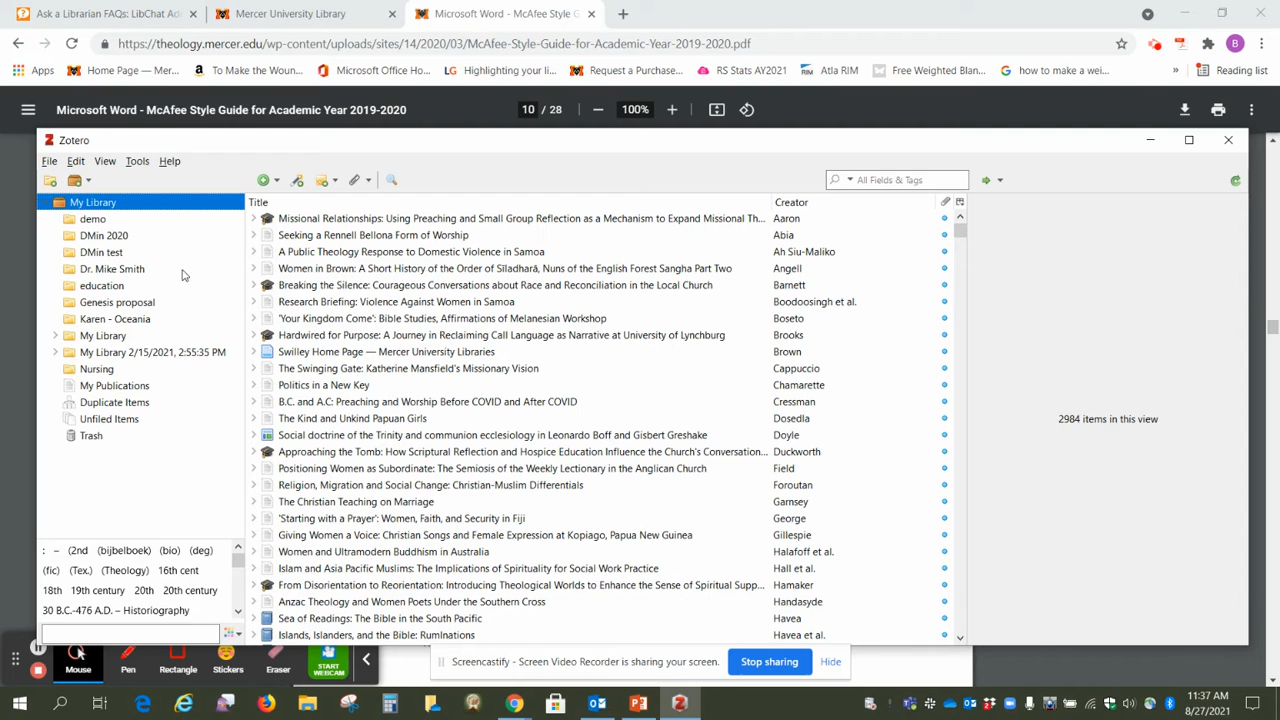 Ask a Librarian FAQs: LibChat Ad
Mercer University Library
Microsoft Word - McAfee Style G
https://theology.mercer.edu/wp-content/uploads/sites/14/2020/03/McAfee-Style-Guide-for-Academic-Year-2019-2020.pdf
B
Apps
Home Page — Mer...
To Make the Woun...
Microsoft Office Ho...
LG Highlighting your li...
Request a Purchase...
RS Stats AY2021
RIM Atla RIM
Free Weighted Blan...
how to make a wei...
»
Reading list
Microsoft Word - McAfee Style Guide for Academic Year 2019-2020
10 / 28
100%
Zotero
File Edit View Tools Help
All Fields & Tags
My Library
demo
DMin 2020
DMin test
Dr. Mike Smith
education
Genesis proposal
Karen - Oceania
My Library
My Library 2/15/2021, 2:55:35 PM
Nursing
My Publications
Duplicate Items
Unfiled Items
Trash
: – (2nd (bijbelboek) (bio) (deg)
(fic) (Tex.) (Theology) 16th cent
18th 19th century 20th 20th century
30 B.C.-476 A.D. – Historiography
Title Creator
Missional Relationships: Using Preaching and Small Group Reflection as a Mechanism to Expand Missional Th... Aaron
Seeking a Rennell Bellona Form of Worship Abia
A Public Theology Response to Domestic Violence in Samoa Ah Siu-Maliko
Women in Brown: A Short History of the Order of Sīladharā, Nuns of the English Forest Sangha Part Two Angell
Breaking the Silence: Courageous Conversations about Race and Reconciliation in the Local Church Barnett
Research Briefing: Violence Against Women in Samoa Boodoosingh et al.
'Your Kingdom Come': Bible Studies, Affirmations of Melanesian Workshop Boseto
Hardwired for Purpose: A Journey in Reclaiming Call Language as Narrative at University of Lynchburg Brooks
Swilley Home Page — Mercer University Libraries Brown
The Swinging Gate: Katherine Mansfield's Missionary Vision Cappuccio
Politics in a New Key Chamarette
B.C. and A.C: Preaching and Worship Before COVID and After COVID Cressman
The Kind and Unkind Papuan Girls Dosedla
Social doctrine of the Trinity and communion ecclesiology in Leonardo Boff and Gisbert Greshake Doyle
Approaching the Tomb: How Scriptural Reflection and Hospice Education Influence the Church's Conversation... Duckworth
Positioning Women as Subordinate: The Semiosis of the Weekly Lectionary in the Anglican Church Field
Religion, Migration and Social Change: Christian-Muslim Differentials Foroutan
The Christian Teaching on Marriage Garnsey
'Starting with a Prayer': Women, Faith, and Security in Fiji George
Giving Women a Voice: Christian Songs and Female Expression at Kopiago, Papua New Guinea Gillespie
Women and Ultramodern Buddhism in Australia Halafoff et al.
Islam and Asia Pacific Muslims: The Implications of Spirituality for Social Work Practice Hall et al.
From Disorientation to Reorientation: Introducing Theological Worlds to Enhance the Sense of Spiritual Supp... Hamaker
Anzac Theology and Women Poets Under the Southern Cross Handasyde
Sea of Readings: The Bible in the South Pacific Havea
Islands, Islanders, and the Bible: RumInations Havea et al.
2984 items in this view
Mouse
Pen
Rectangle
Stickers
Eraser
START
WEBCAM
Screencastify - Screen Video Recorder is sharing your screen.
Stop sharing
Hide
11:37 AM
8/27/2021